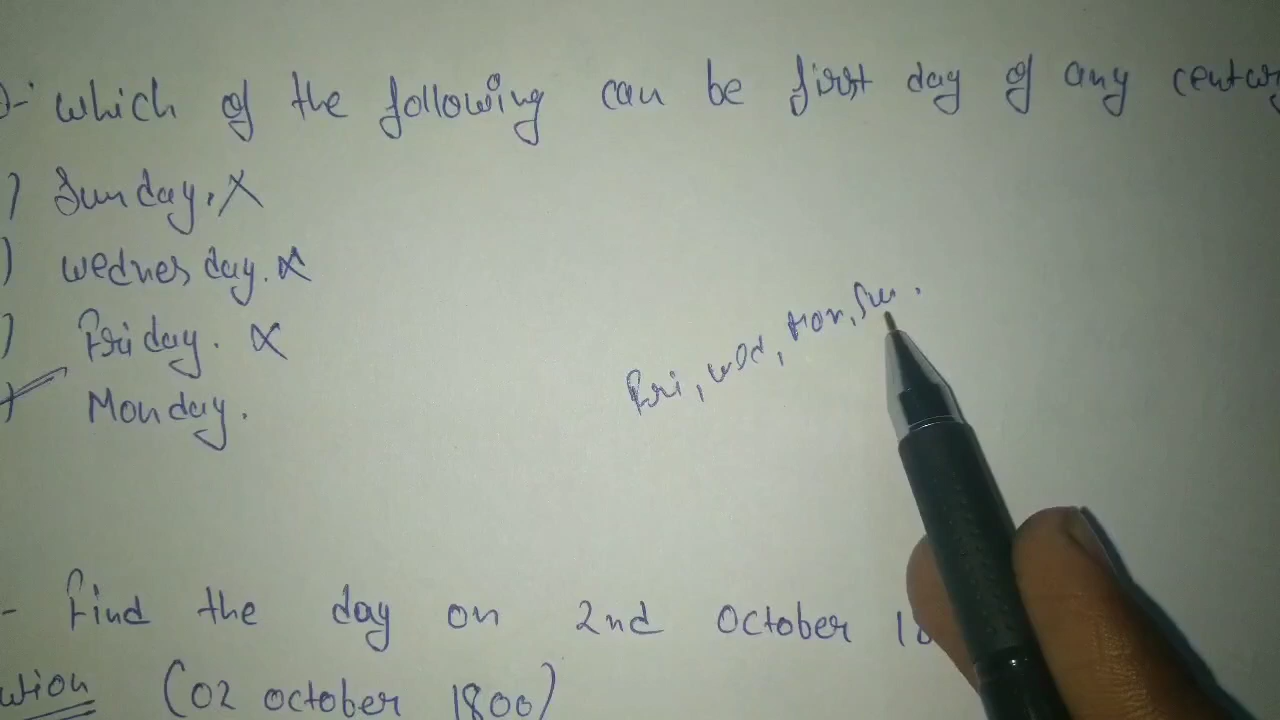 which of the following can be first day of any
) Sunday. X
) wednesday. X
) Friday. X
Monday.
Fri, wed, Mon, Sun.
- Find the day on 2nd October
(02 october 1800)